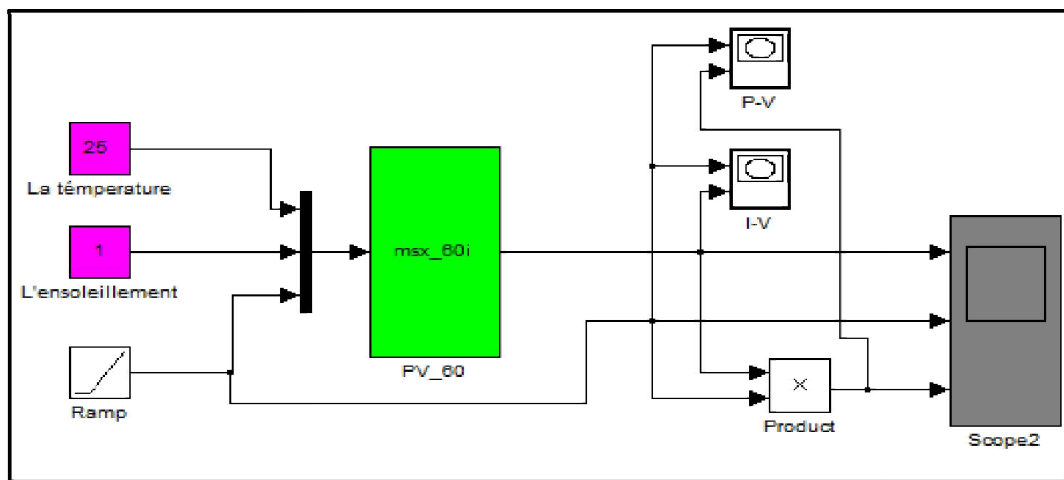 P-V
25
La témperature
I-V
1
msx_60i
L'ensoleillement
PV_60
Ramp
×
Product
Scope2